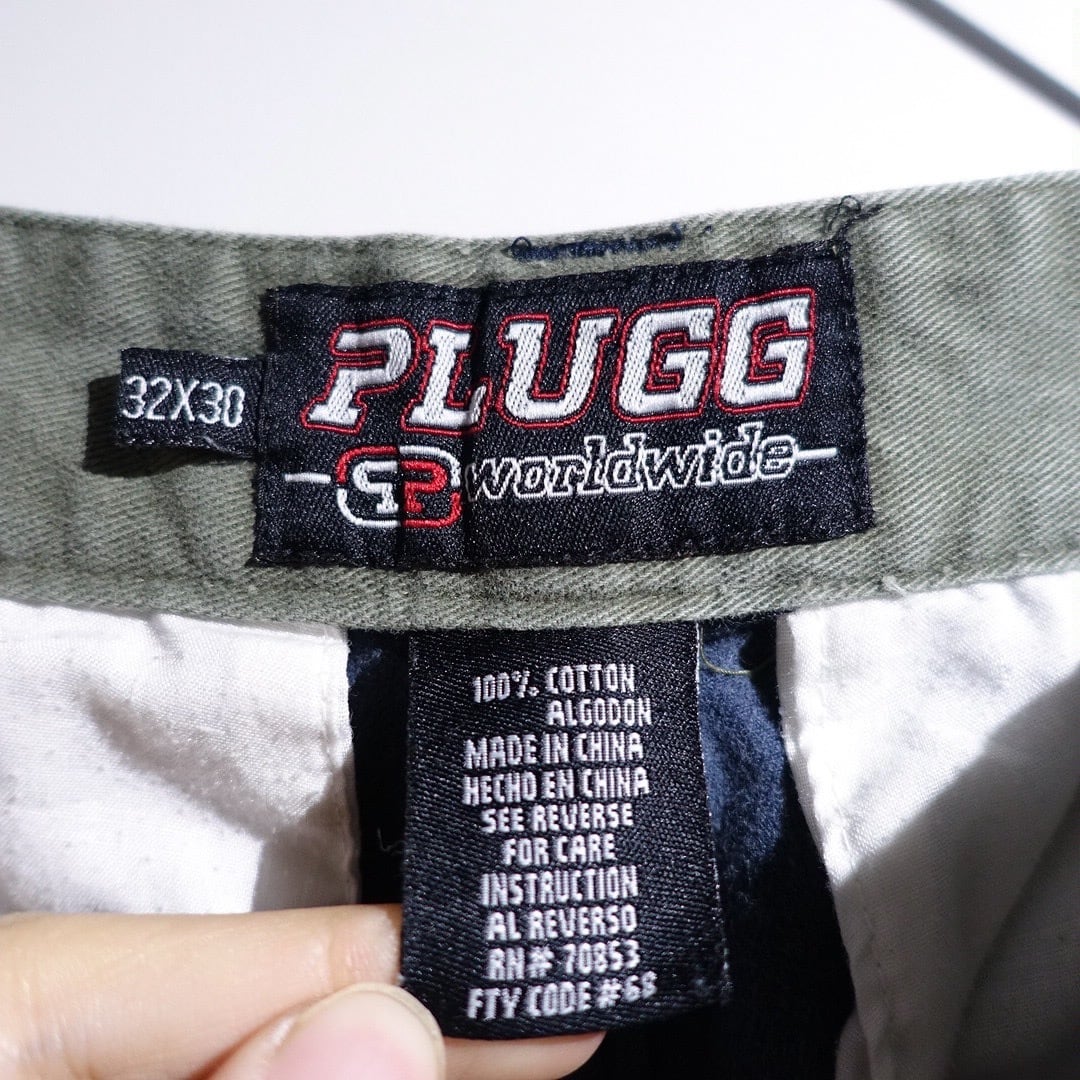 32X30
PLUGG
worldwide
100% COTTON
ALGODON
MADE IN CHINA
HECHO EN CHINA
SEE REVERSE
FOR CARE
INSTRUCTION
AL REVERSO
RN# 70853
FTY CODE #68